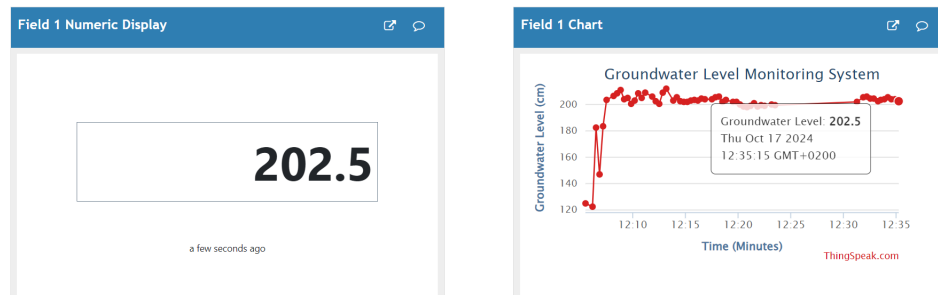 Field 1 Numeric Display
202.5
a few seconds ago
Field 1 Chart
Groundwater Level Monitoring System
Groundwater Level (cm)
200
180
160
140
120
Groundwater Level: 202.5
Thu Oct 17 2024
12:35:15 GMT+0200
12:10 12:15 12:20 12:25 12:30 12:35
Time (Minutes)
ThingSpeak.com